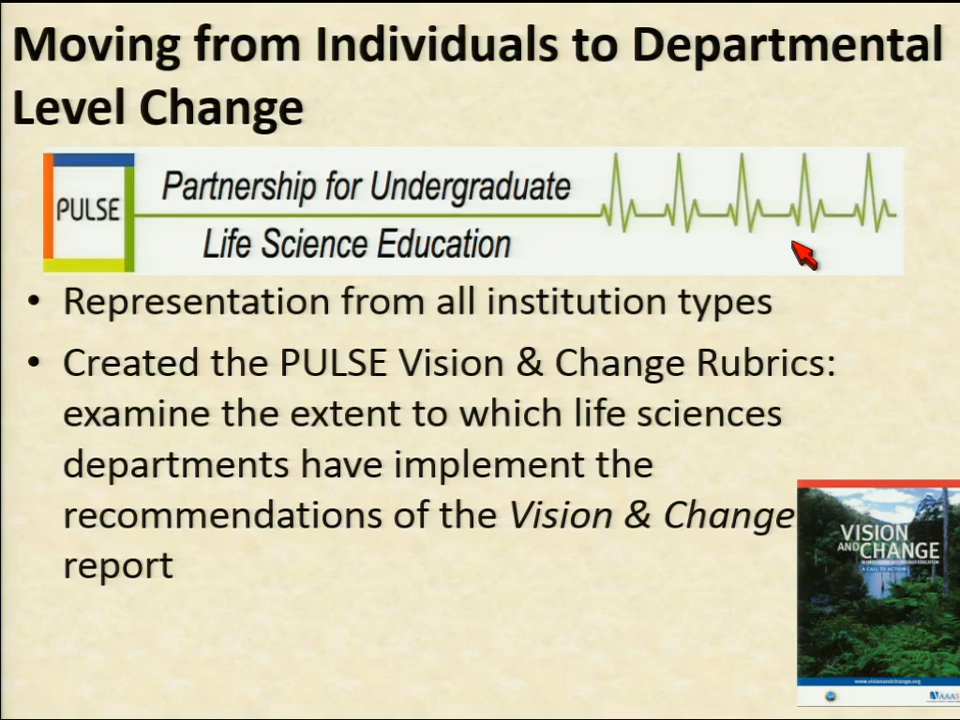 Moving from Individuals to Departmental
Level Change
PULSE
Partnership for Undergraduate
Life Science Education
• Representation from all institution types
• Created the PULSE Vision & Change Rubrics:
examine the extent to which life sciences
departments have implement the
recommendations of the Vision & Change
report
VISION
AND CHANGE
A CALL TO ACTION
www.visionandchange.org
AAAS